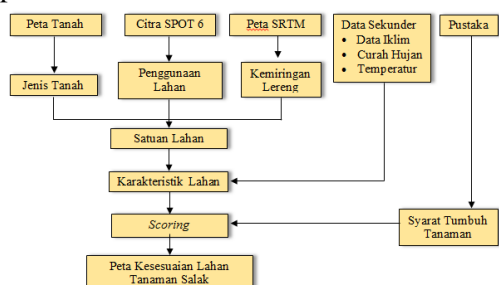 Peta Tanah
Citra SPOT 6
Peta SRTM
Data Sekunder
• Data Iklim
• Curah Hujan
• Temperatur
Pustaka
Jenis Tanah
Penggunaan
Lahan
Kemiringan
Lereng
Satuan Lahan
Karakteristik Lahan
Scoring
Syarat Tumbuh
Tanaman
Peta Kesesuaian Lahan
Tanaman Salak